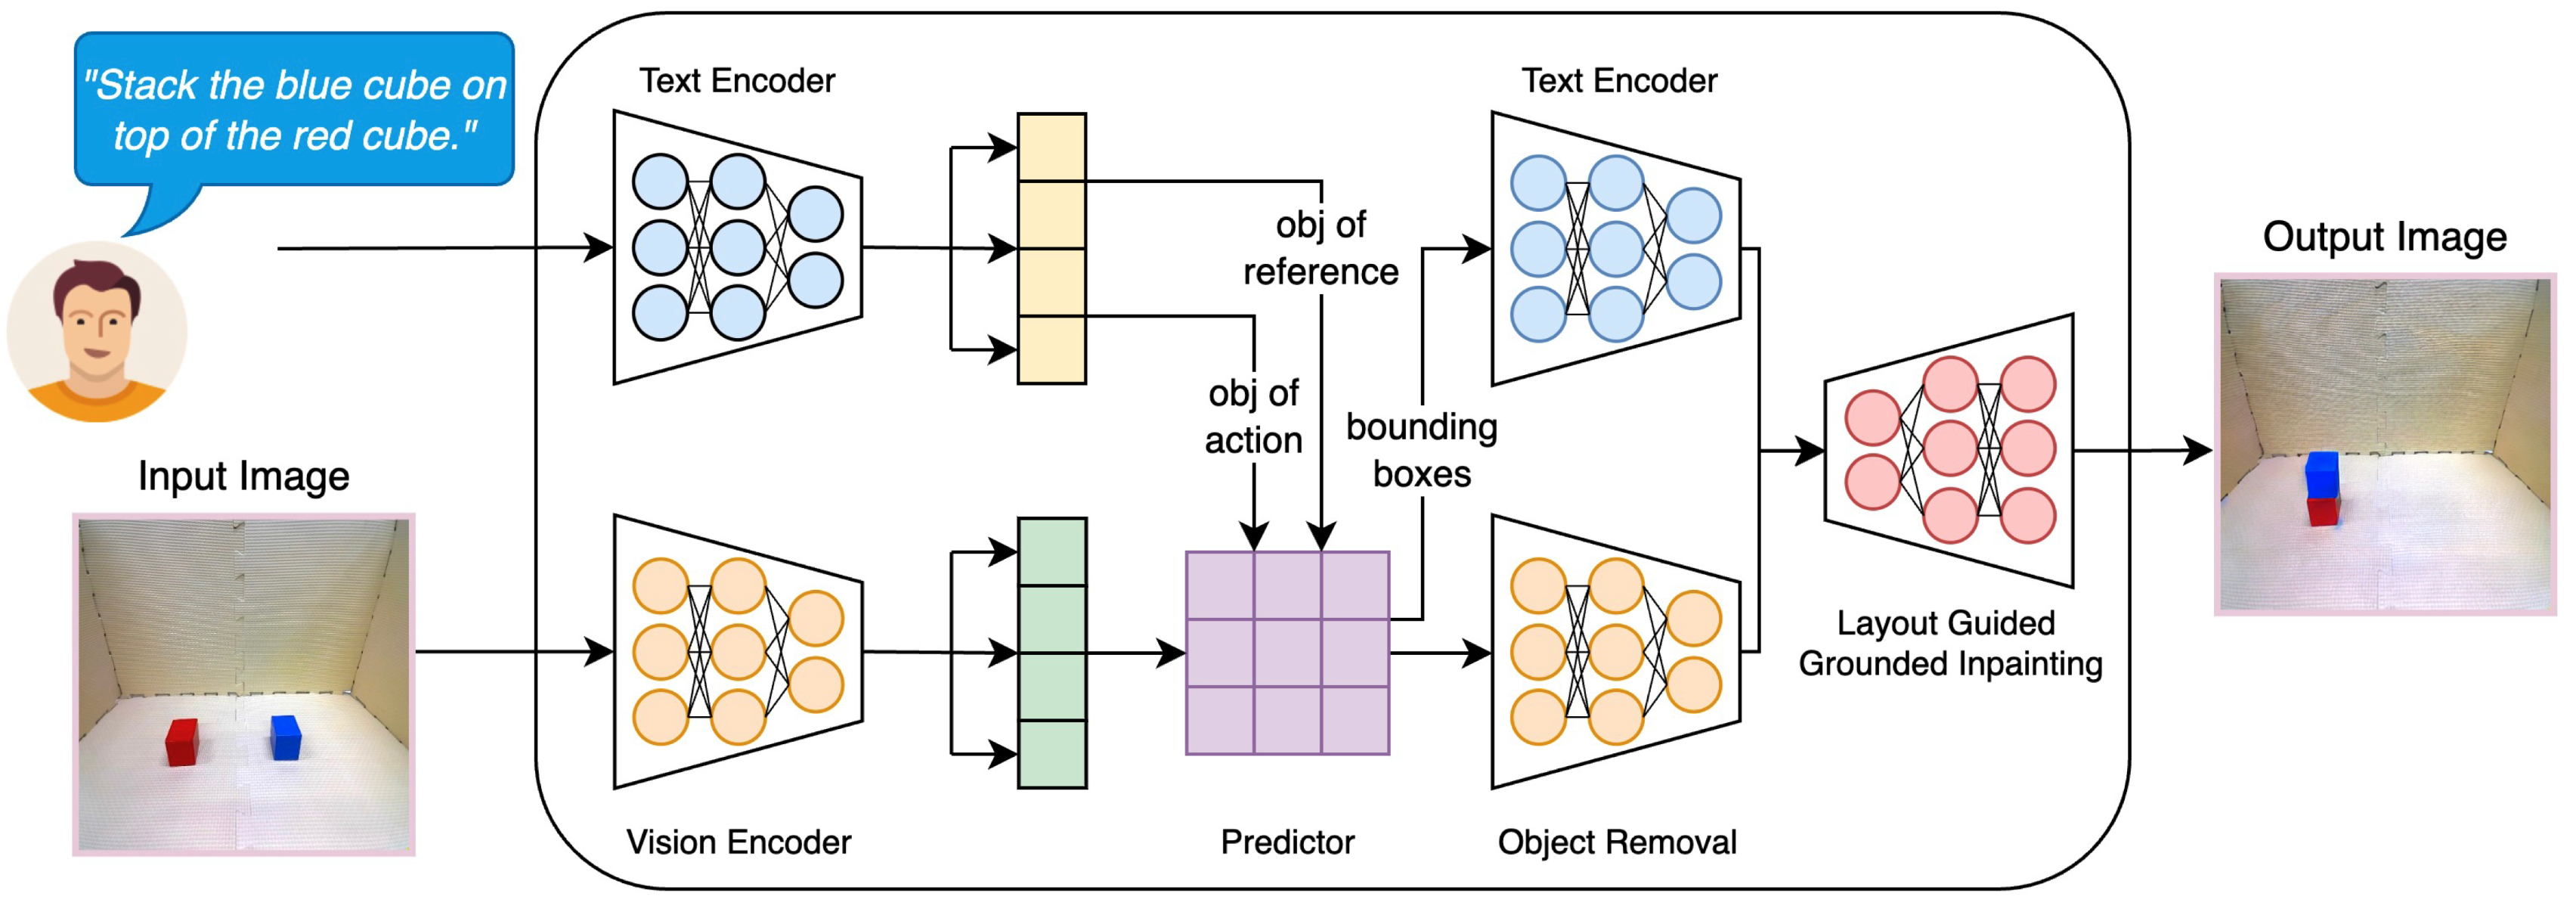 "Stack the blue cube on
top of the red cube."
Input Image
Text Encoder
Vision Encoder
obj of
reference
obj of
action
bounding
boxes
Predictor
Text Encoder
Object Removal
Layout Guided
Grounded Inpainting
Output Image